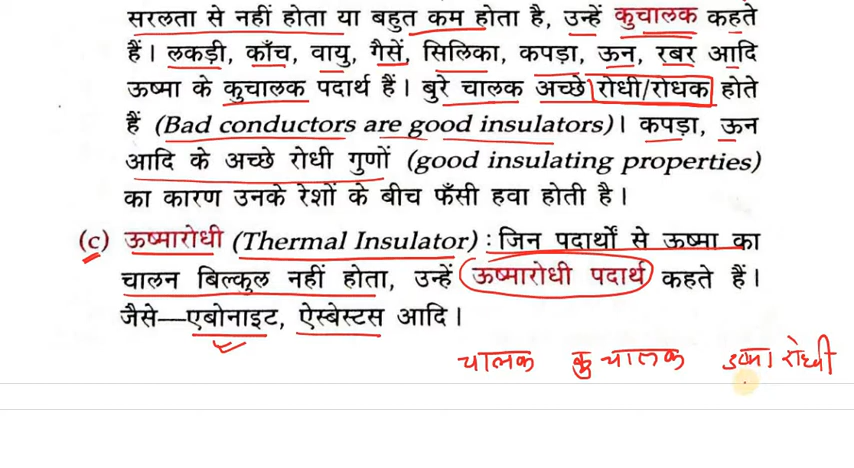 सरलता से नहीं होता या बहुत कम होता है, उन्हें कुचालक कहते
हैं। लकड़ी, काँच, वायु, गैसें, सिलिका, कपड़ा, ऊन, रबर आदि
ऊष्मा के कुचालक पदार्थ हैं। बुरे चालक अच्छे रोधी/रोधक होते
हैं (Bad conductors are good insulators)। कपड़ा, ऊन
आदि के अच्छे रोधी गुणों (good insulating properties)
का कारण उनके रेशों के बीच फँसी हवा होती है।
(c) ऊष्मारोधी (Thermal Insulator) : जिन पदार्थों से ऊष्मा का
चालन बिल्कुल नहीं होता, उन्हें ऊष्मारोधी पदार्थ कहते हैं।
जैसे—एबोनाइट, ऐस्बेस्टस आदि।
चालक कुचालक उष्मारोधी